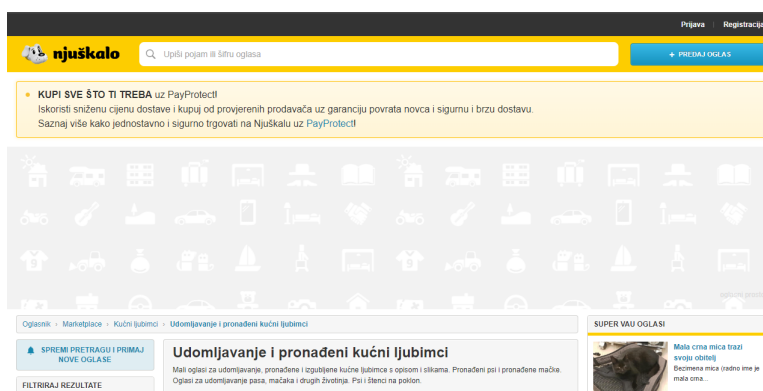 Prijava
Registracija
njuškalo
Upiši pojam ili šifru oglasa
+ PREDAJ OGLAS
KUPI SVE ŠTO TI TREBA uz PayProtect!
Iskoristi sniženu cijenu dostave i kupuj od provjerenih prodavača uz garanciju povrata novca i sigurnu i brzu dostavu.
Saznaj više kako jednostavno i sigurno trgovati na Njuškalu uz PayProtect!
Oglasnik › Marketplace › Kućni ljubimci › Udomljavanje i pronađeni kućni ljubimci
SUPER VAU OGLASI
SPREMI PRETRAGU I PRIMAJ
NOVE OGLASE
FILTRIRAJ REZULTATE
Udomljavanje i pronađeni kućni ljubimci
Mali oglasi za udomljavanje, pronađene i izgubljene kućne ljubimce s opisom i slikama. Pronađeni psi i pronađene mačke.
Oglasi za udomljavanje pasa, mačaka i drugih životinja. Psi i štenci na poklon.
Mala crna mica trazi
svoju obitelj
Bezimena mica (radno ime je
mala crna...